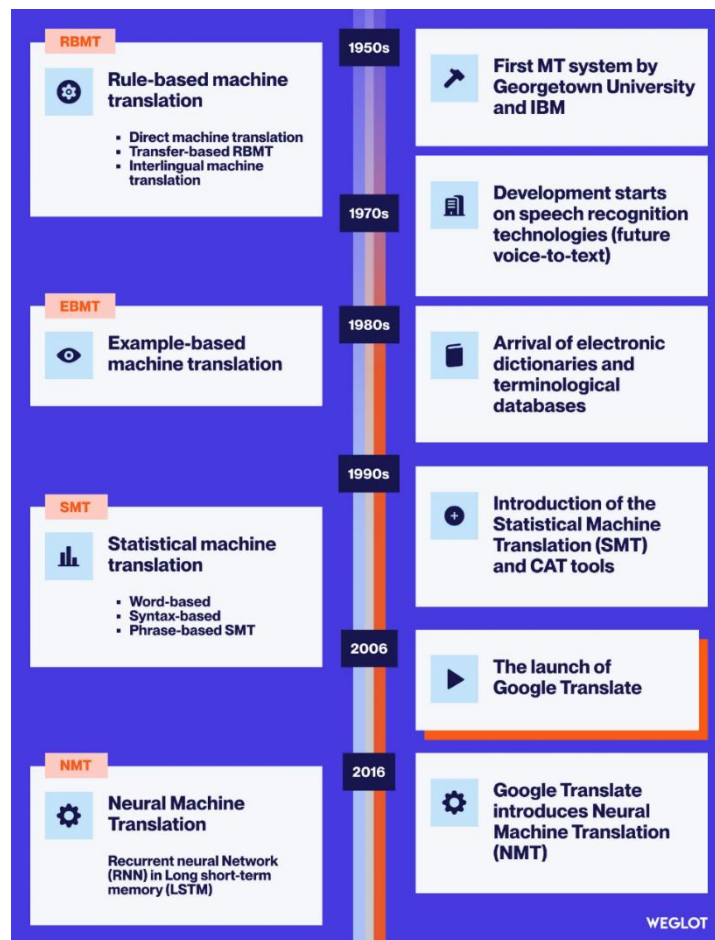 RBMT
Rule-based machine
translation
▪ Direct machine translation
▪ Transfer-based RBMT
▪ Interlingual machine
translation
1950s
First MT system by
Georgetown University
and IBM
1970s
Development starts
on speech recognition
technologies (future
voice-to-text)
EBMT
Example-based
machine translation
1980s
Arrival of electronic
dictionaries and
terminological
databases
1990s
Introduction of the
Statistical Machine
Translation (SMT)
and CAT tools
SMT
Statistical machine
translation
▪ Word-based
▪ Syntax-based
▪ Phrase-based SMT
2006
The launch of
Google Translate
NMT
Neural Machine
Translation
Recurrent neural Network
(RNN) in Long short-term
memory (LSTM)
2016
Google Translate
introduces Neural
Machine Translation
(NMT)
WEGLOT